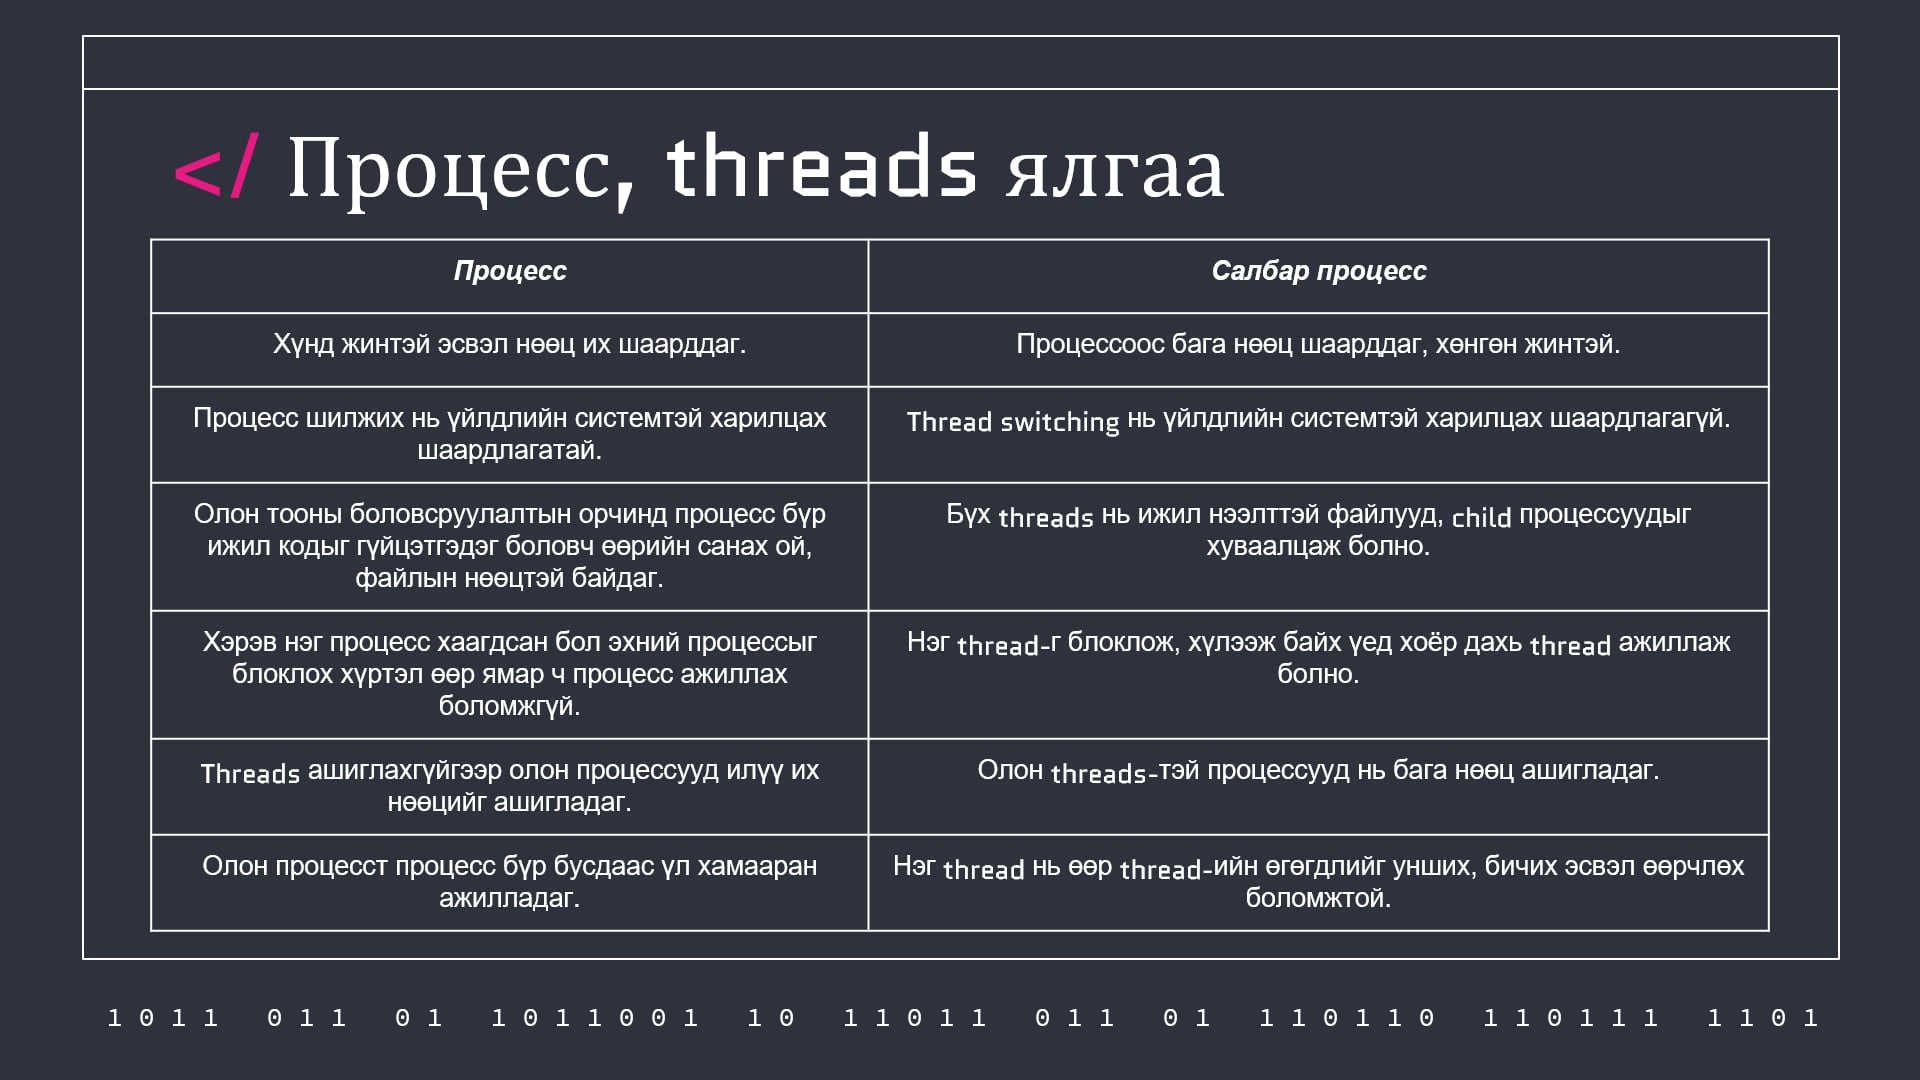 </ Процесс, threads ялгаа
Процесс
Салбар процесс
Хүнд жинтэй эсвэл нөөц их шаарддаг.
Процессоос бага нөөц шаарддаг, хөнгөн жинтэй.
Процесс шилжих нь үйлдлийн системтэй харилцах
шаардлагатай.
Thread switching нь үйлдлийн системтэй харилцах шаардлагагүй.
Олон тооны боловсруулалтын орчинд процесс бүр
ижил кодыг гүйцэтгэдэг боловч өөрийн санах ой,
файлын нөөцтэй байдаг.
Бүх threads нь ижил нээлттэй файлууд, child процессуудыг
хуваалцаж болно.
Хэрэв нэг процесс хаагдсан бол эхний процессыг
блоклох хүртэл өөр ямар ч процесс ажиллах
боломжгүй.
Нэг thread-г блоклож, хүлээж байх үед хоёр дахь thread ажиллаж
болно.
Threads ашиглахгүйгээр олон процессууд илүү их
нөөцийг ашигладаг.
Олон threads-тэй процессууд нь бага нөөц ашигладаг.
Олон процесст процесс бүр бусдаас үл хамааран
ажилладаг.
Нэг thread нь өөр thread-ийн өгөгдлийг унших, бичих эсвэл өөрчлөх
боломжтой.
1011 011 01 1011001 10 11011 011 01 110110 110111 1101